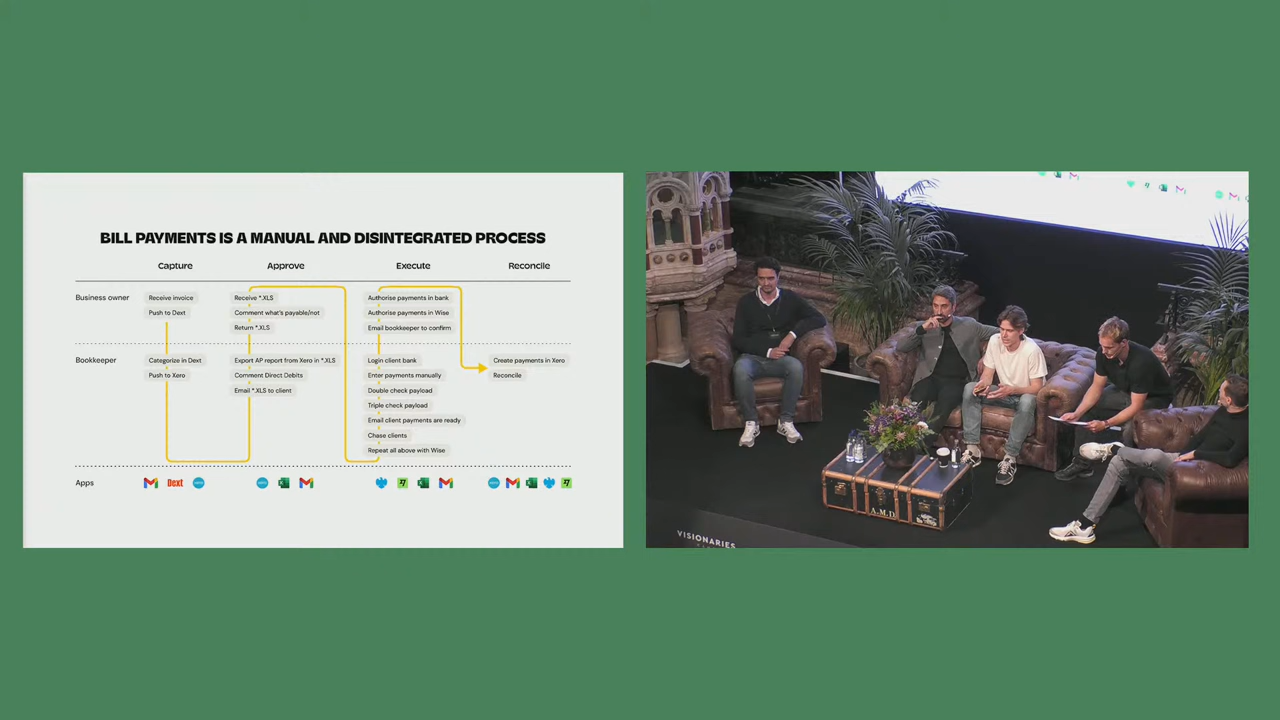 BILL PAYMENTS IS A MANUAL AND DISINTEGRATED PROCESS
Capture Approve Execute Reconcile
Business owner
Receive invoice
Push to Dext
Receive *.XLS
Comment what's payable/not
Return *.XLS
Authorise payments in bank
Authorise payments in Wise
Email bookkeeper to confirm
Bookkeeper
Categorize in Dext
Push to Xero
Export AP report from Xero in *.XLS
Comment Direct Debits
Email *.XLS to client
Login client bank
Enter payments manually
Double check payload
Triple check payload
Email client payments are ready
Chase clients
Repeat all above with Wise
Create payments in Xero
Reconcile
Apps
Dext
A.M.D.
VISIONARIES